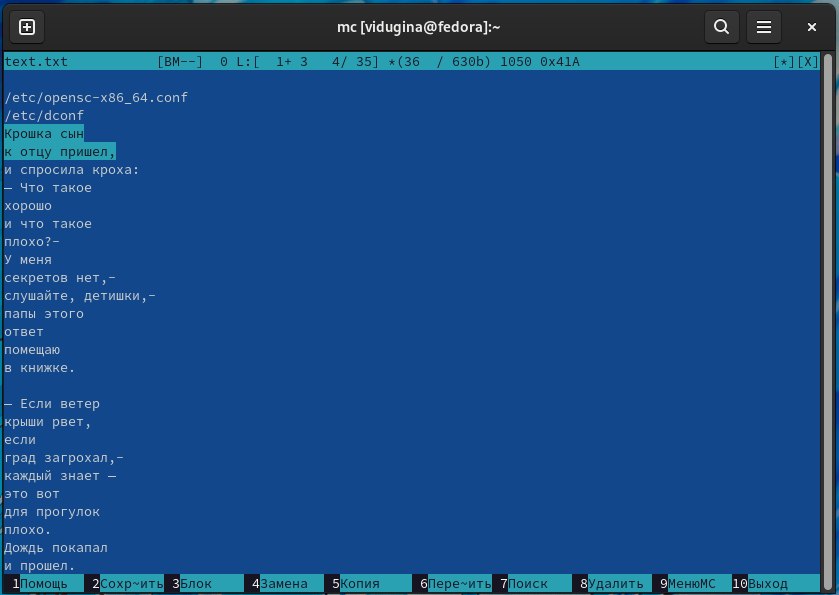 mc [vidugina@fedora]:~
text.txt [BM--] 0 L:[ 1+ 3 4/ 35] *(36 / 630b) 1050 0x41A [*][X]
/etc/opensc-x86_64.conf
/etc/dconf
Крошка сын
к отцу пришел,
и спросила кроха:
— Что такое
хорошо
и что такое
плохо?-
У меня
секретов нет,-
слушайте, детишки,-
папы этого
ответ
помещаю
в книжке.
— Если ветер
крыши рвет,
если
град загрохал,-
каждый знает —
это вот
для прогулок
плохо.
Дождь покапал
и прошел.
1Помощь 2Сохр~ить 3Блок 4Замена 5Копия 6Пере~ить 7Поиск 8Удалить 9МенюМС 10Выход